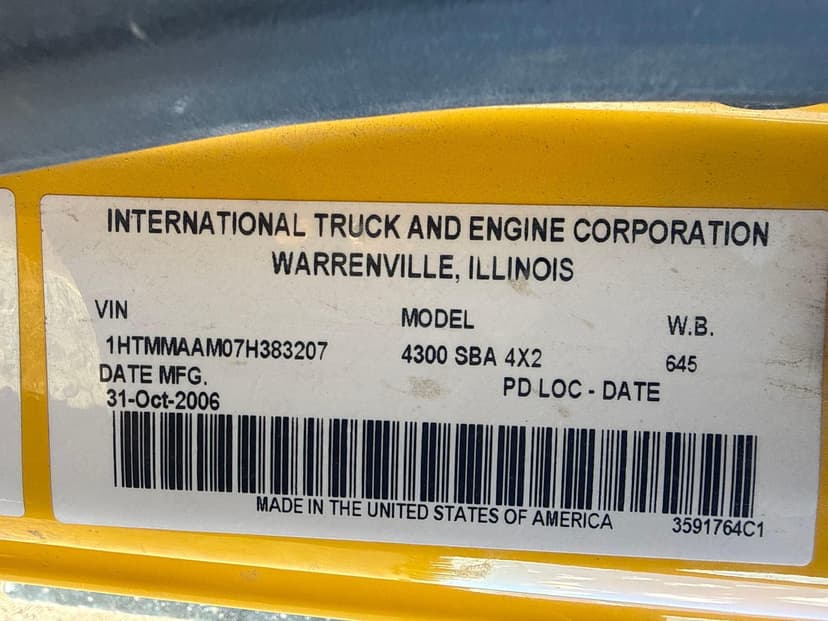 INTERNATIONAL TRUCK AND ENGINE CORPORATION
WARRENVILLE, ILLINOIS
VIN MODEL W.B.
1HTMMAAM07H383207 4300 SBA 4X2 645
DATE MFG. PD LOC - DATE
31-Oct-2006
MADE IN THE UNITED STATES OF AMERICA 3591764C1